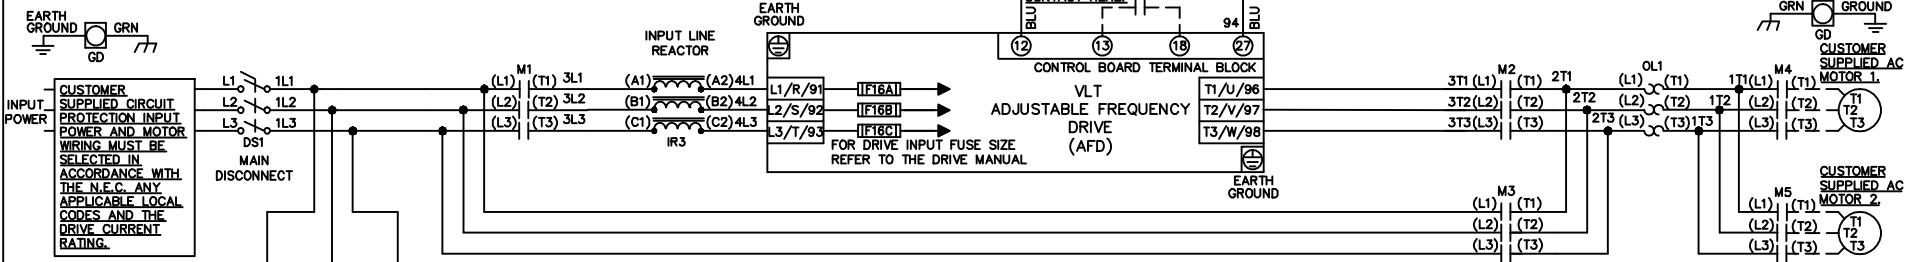 EARTH
GROUND
GRN
GD
INPUT
POWER
CUSTOMER
SUPPLIED CIRCUIT
PROTECTION INPUT
POWER AND MOTOR
WIRING MUST BE
SELECTED IN
ACCORDANCE WITH
THE N.E.C. ANY
APPLICABLE LOCAL
CODES AND THE
DRIVE CURRENT
RATING.
L1 1L1
L2 1L2
L3 1L3
DS1
MAIN
DISCONNECT
M1
(L1) (T1) 3L1
(L2) (T2) 3L2
(L3) (T3) 3L3
INPUT LINE
REACTOR
(A1) (A2) 4L1
(B1) (B2) 4L2
(C1) (C2) 4L3
IR3
EARTH
GROUND
BLU
94 BLU
12 13 18 27
CONTROL BOARD TERMINAL BLOCK
L1/R/91
L2/S/92
L3/T/93
F16A
F16B
F16C
FOR DRIVE INPUT FUSE SIZE
REFER TO THE DRIVE MANUAL
VLT
ADJUSTABLE FREQUENCY
DRIVE
(AFD)
T1/U/96
T2/V/97
T3/W/98
EARTH
GROUND
M2
3T1 (L1) (T1) 2T1
3T2 (L2) (T2) 2T2
3T3 (L3) (T3) 2T3
M3
(L1) (T1)
(L2) (T2)
(L3) (T3)
OL1
(L1) (T1) 1T1
(L2) (T2) 1T2
(L3) (T3) 1T3
GRN GROUND
GD
M4
(L1) (T1)
(L2) (T2)
(L3) (T3)
CUSTOMER
SUPPLIED AC
MOTOR 1.
T1
T2
T3
M5
(L1) (T1)
(L2) (T2)
(L3) (T3)
CUSTOMER
SUPPLIED AC
MOTOR 2.
T1
T2
T3